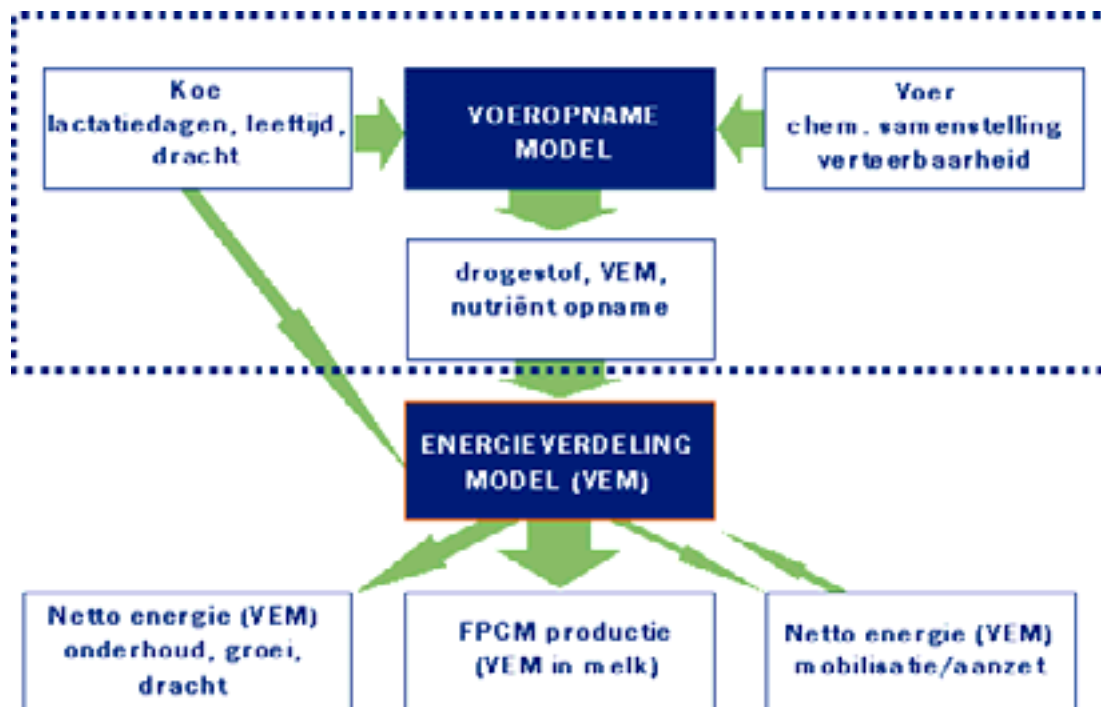 Koe
lactatiedagen, leeftijd,
dracht
VOEROPNAME
MODEL
Voer
chem. samenstelling
verteerbaarheid
drogestof, VEM,
nutriënt opname
ENERGIEVERDELING
MODEL (VEM)
Netto energie (VEM)
onderhoud, groei,
dracht
FPCM productie
(VEM in melk)
Netto energie (VEM)
mobilisatie/aanzet